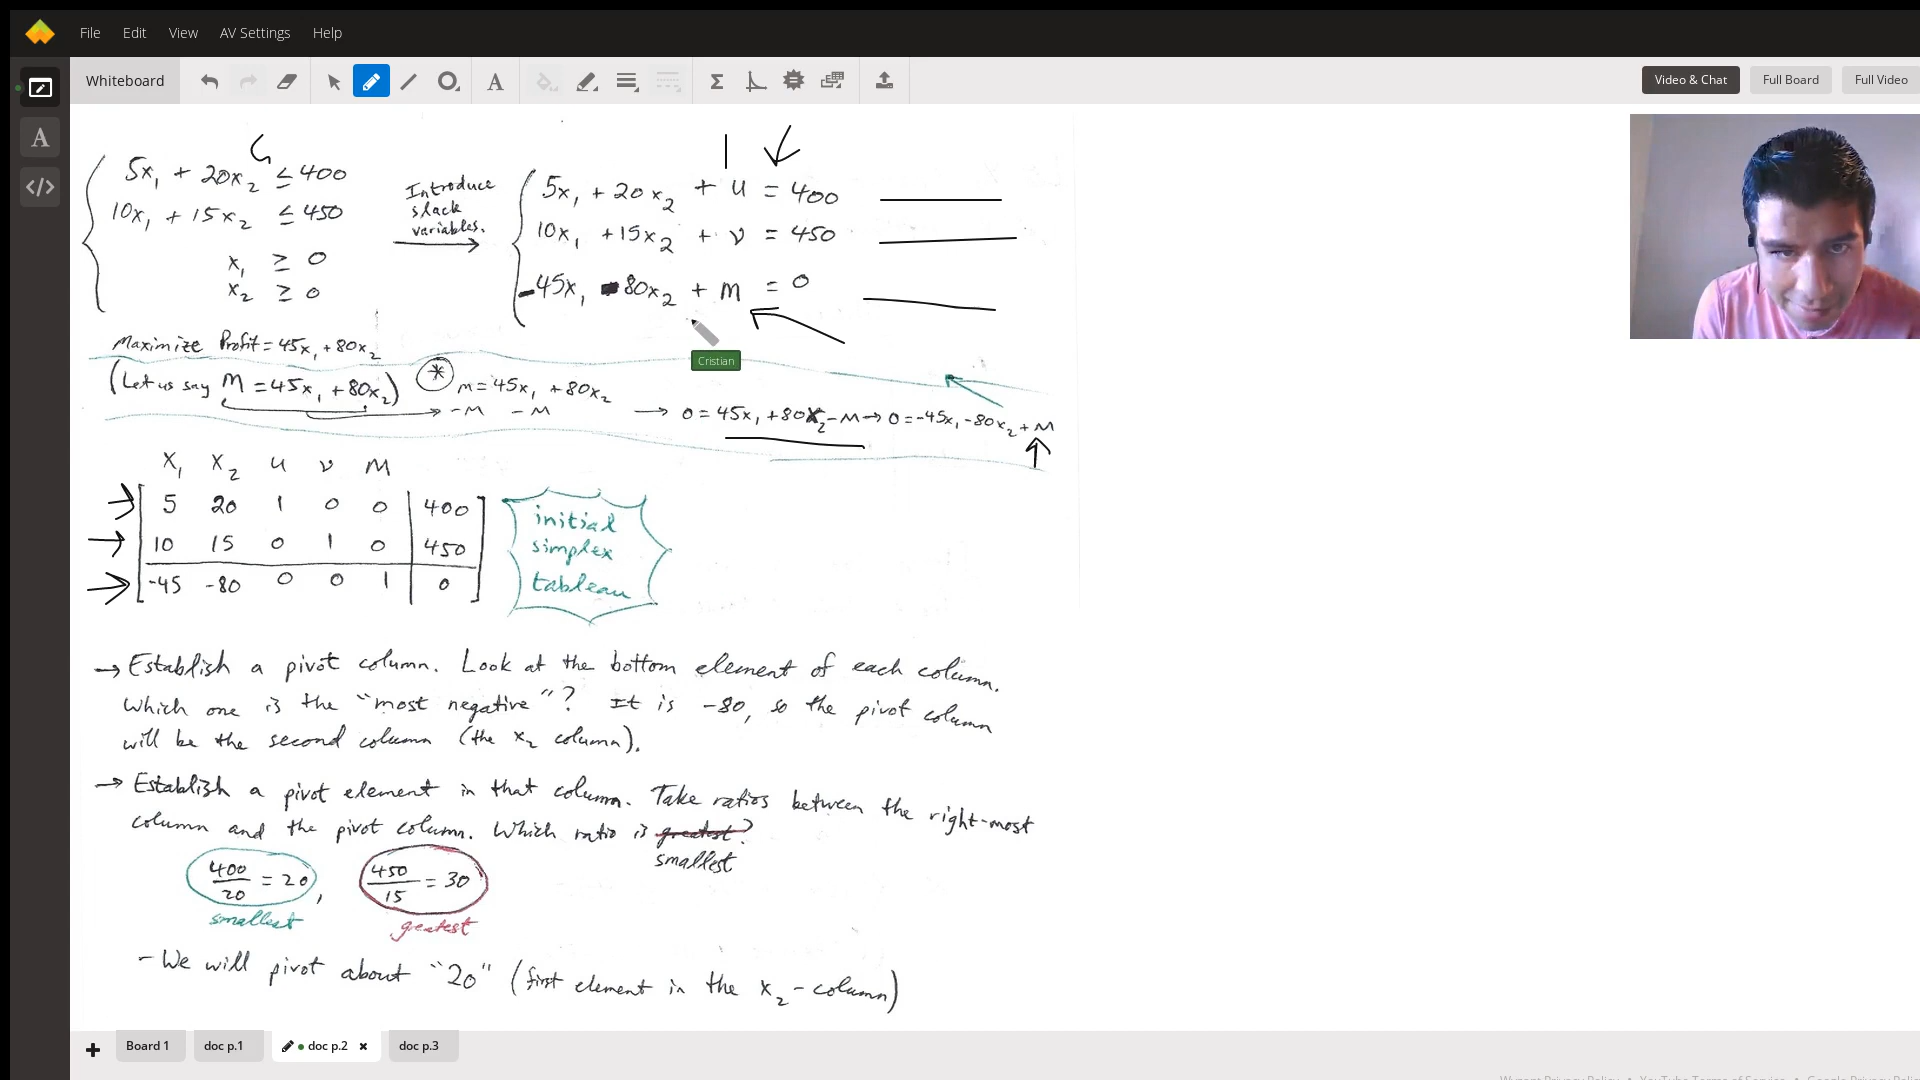 File Edit View AV Settings Help
Whiteboard A Σ Video & Chat Full Board Full Video
A
5x₁ + 20x₂ ≤ 400
10x₁ + 15x₂ ≤ 450
x₁ ≥ 0
x₂ ≥ 0
Introduce
slack
variables.
5x₁ + 20x₂ + u = 400
10x₁ + 15x₂ + v = 450
-45x₁ - 80x₂ + M = 0
Cristian
Maximize Profit = 45x₁ + 80x₂
(Let us say M = 45x₁ + 80x₂) * M = 45x₁ + 80x₂
-M -M → 0 = 45x₁ + 80x₂ - M → 0 = -45x₁ - 80x₂ + M
x₁ x₂ u v M
5 20 1 0 0 400
10 15 0 1 0 450
-45 -80 0 0 1 0
initial
simplex
tableau
→ Establish a pivot column. Look at the bottom element of each column.
Which one is the "most negative"? It is -80, so the pivot column
will be the second column (the x₂ column).
→ Establish a pivot element in that column. Take ratios between the right-most
column and the pivot column. Which ratio is greatest?
smallest
400/20 = 20, 450/15 = 30
smallest greatest
- We will pivot about "20" (first element in the x₂-column)
+ Board 1 doc p.1 doc p.2 × doc p.3